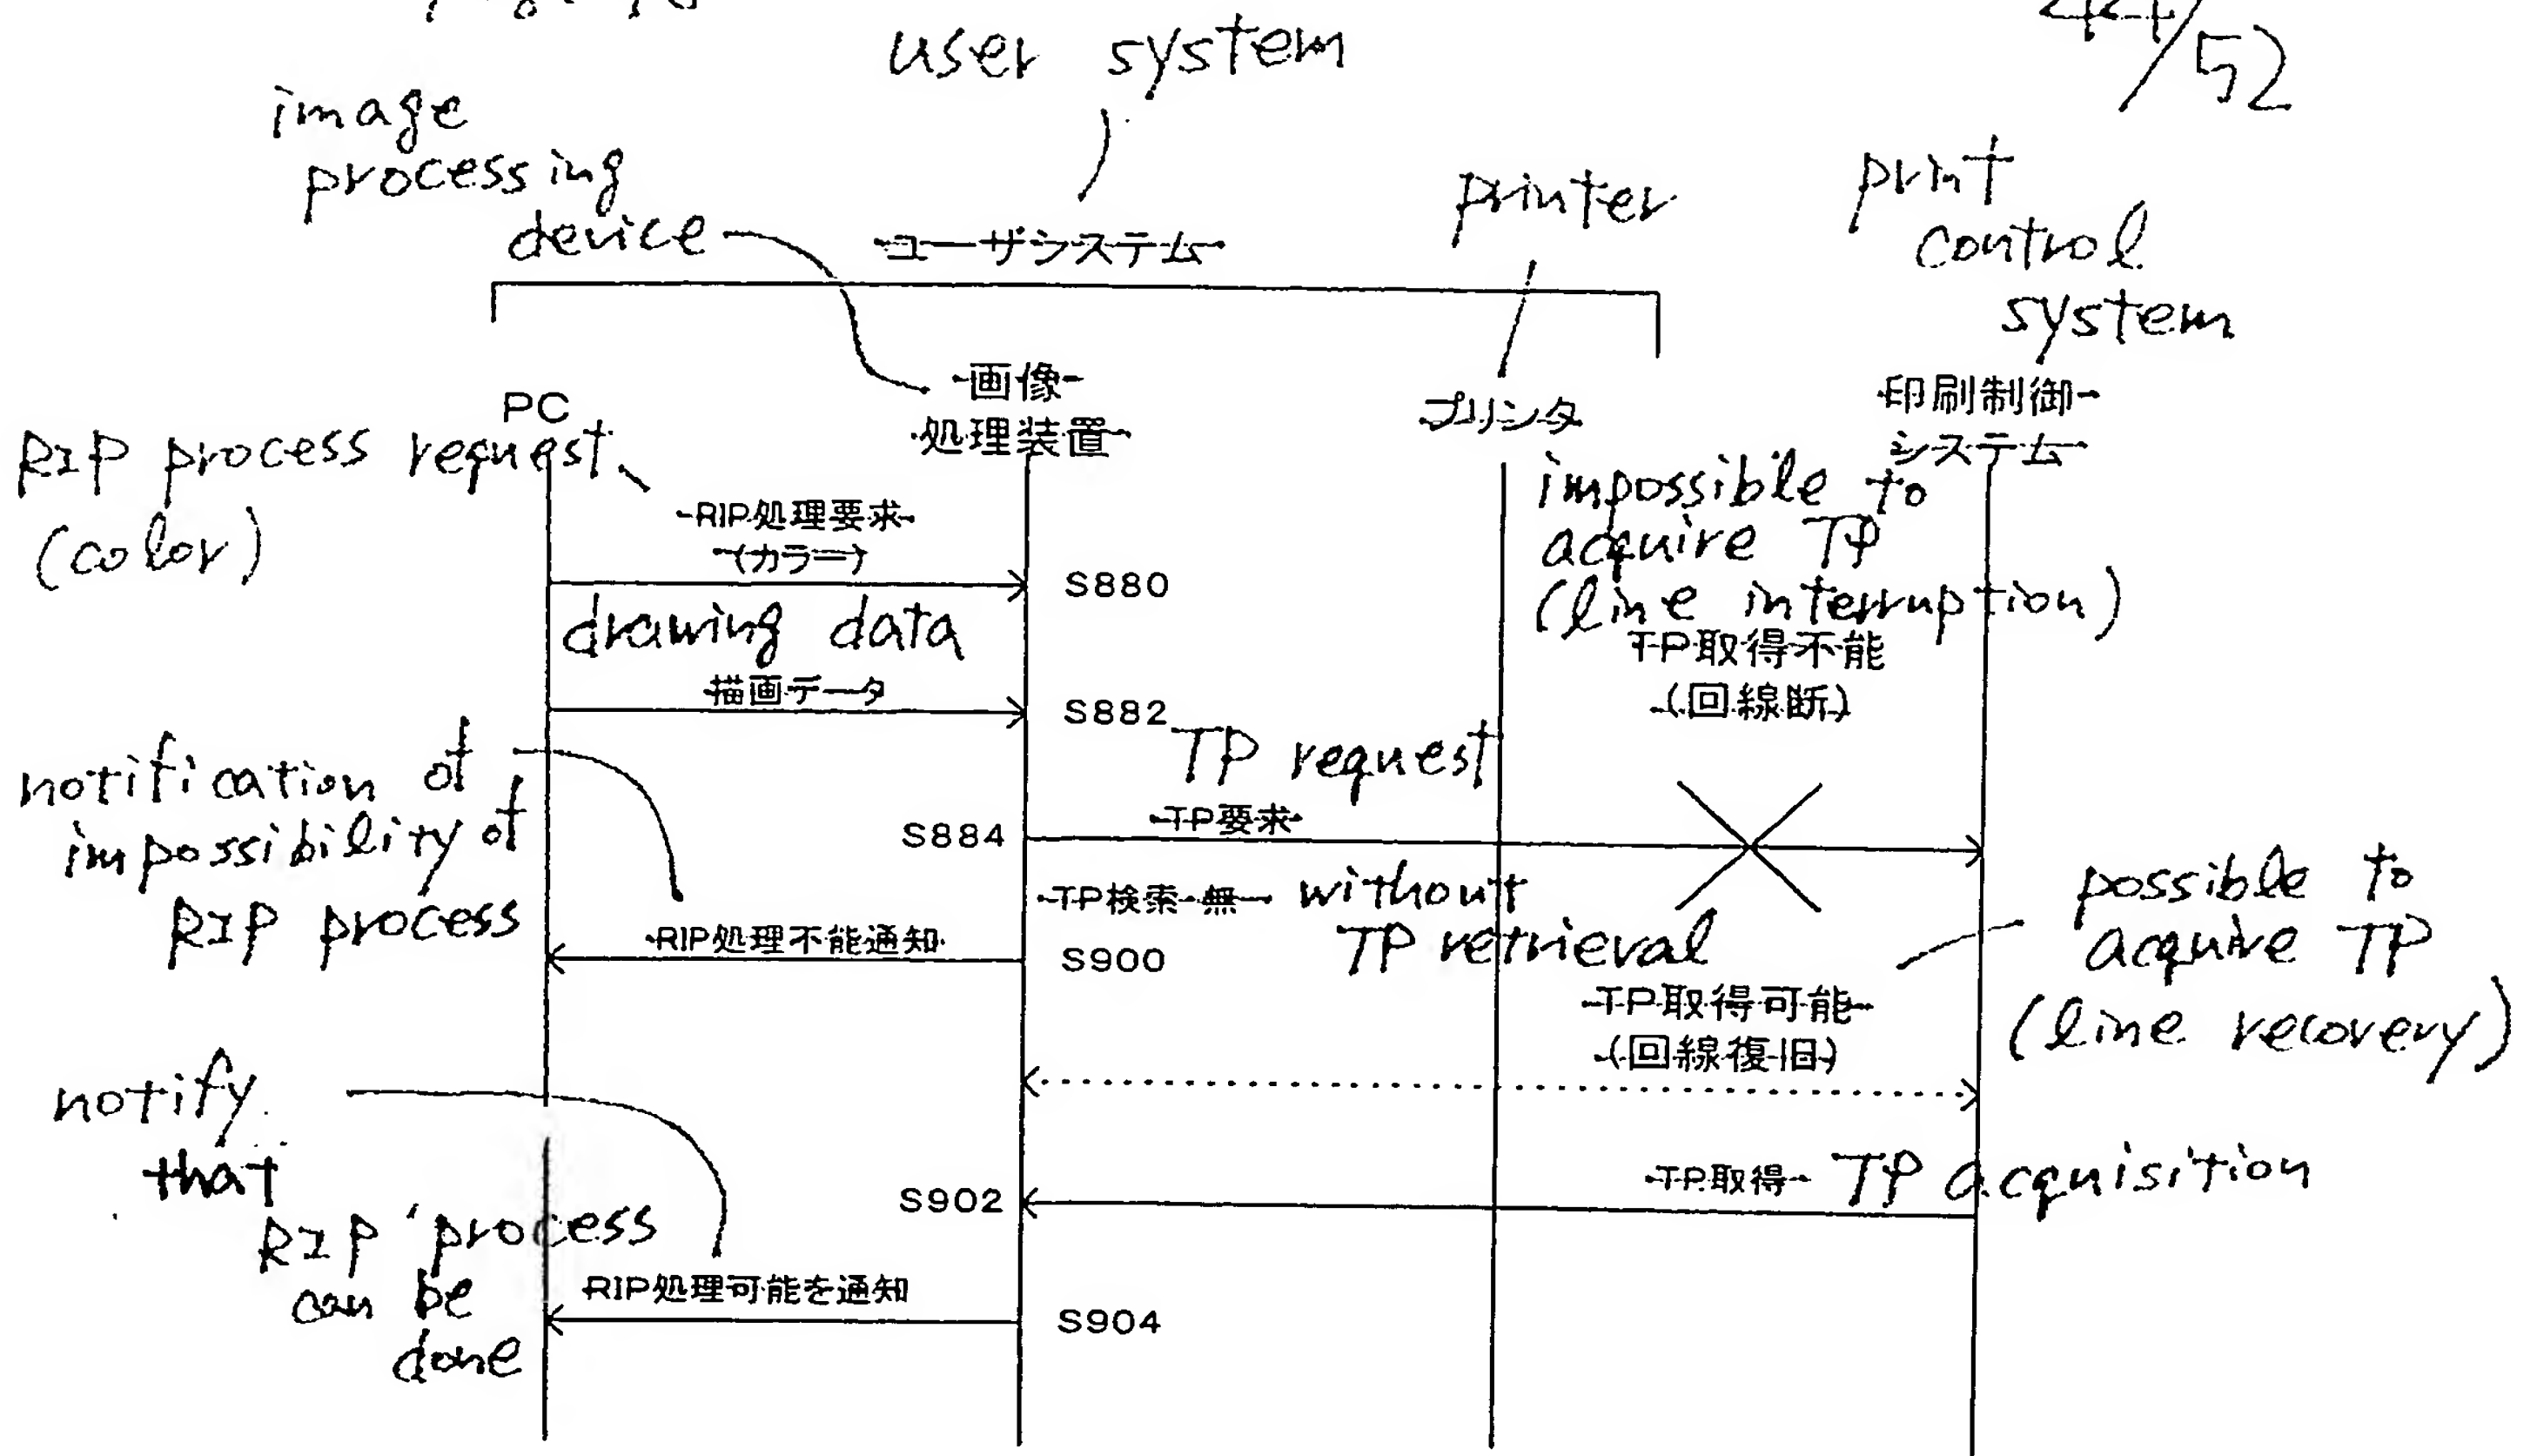 44/52
user system
image
processing
device
ユーザシステム
printer
print
control
system
PC
画像
処理装置
プリンタ
印刷制御
システム
RIP process request
(color)
RIP処理要求
(カラー)
S880
impossible to
acquire TP
(line interruption)
TP取得不能
(回線断)
drawing data
描画データ
S882
TP request
notification of
impossibility of
RIP process
S884
TP要求
TP検索 無
without
TP retrieval
RIP処理不能通知
S900
possible to
acquire TP
(line recovery)
TP取得可能
(回線復旧)
notify
that
RIP process
can be
done
S902
TP取得
TP acquisition
RIP処理可能を通知
S904